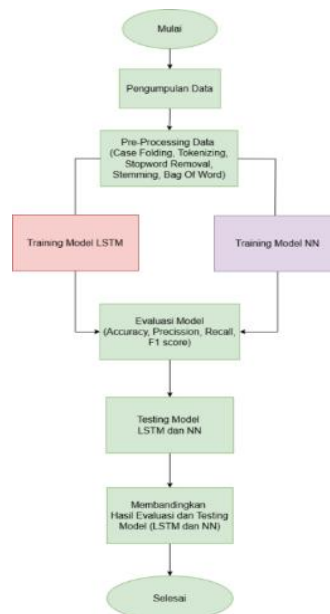 Mulai
Pengumpulan Data
Pre-Processing Data
(Case Folding, Tokenizing,
Stopword Removal,
Stemming, Bag Of Word)
Training Model LSTM
Training Model NN
Evaluasi Model
(Accuracy, Precission, Recall,
F1 score)
Testing Model
LSTM dan NN
Membandingkan
Hasil Evaluasi dan Testing
Model (LSTM dan NN)
Selesai